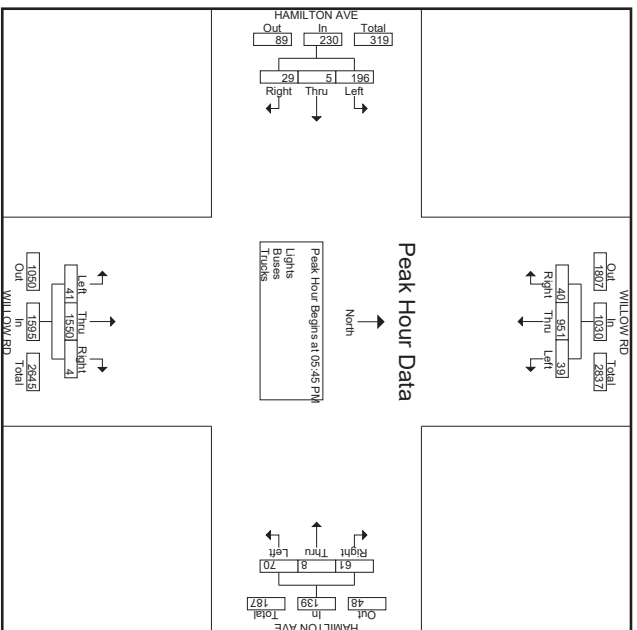 HAMILTON AVE
Out In Total
89 230 319
29 5 196
Right Thru Left
WILLOW RD
Out In Total
1807 1030 2837
40 951 39
Right Thru Left
Peak Hour Data
North
Peak Hour Begins at 05:45 PM
Lights
Buses
Trucks
Left Thru Right
41 1550 4
1050 1595 2645
Out In Total
WILLOW RD
Left Thru Right
70 8 61
187 139 48
Total In Out
HAMILTON AVE